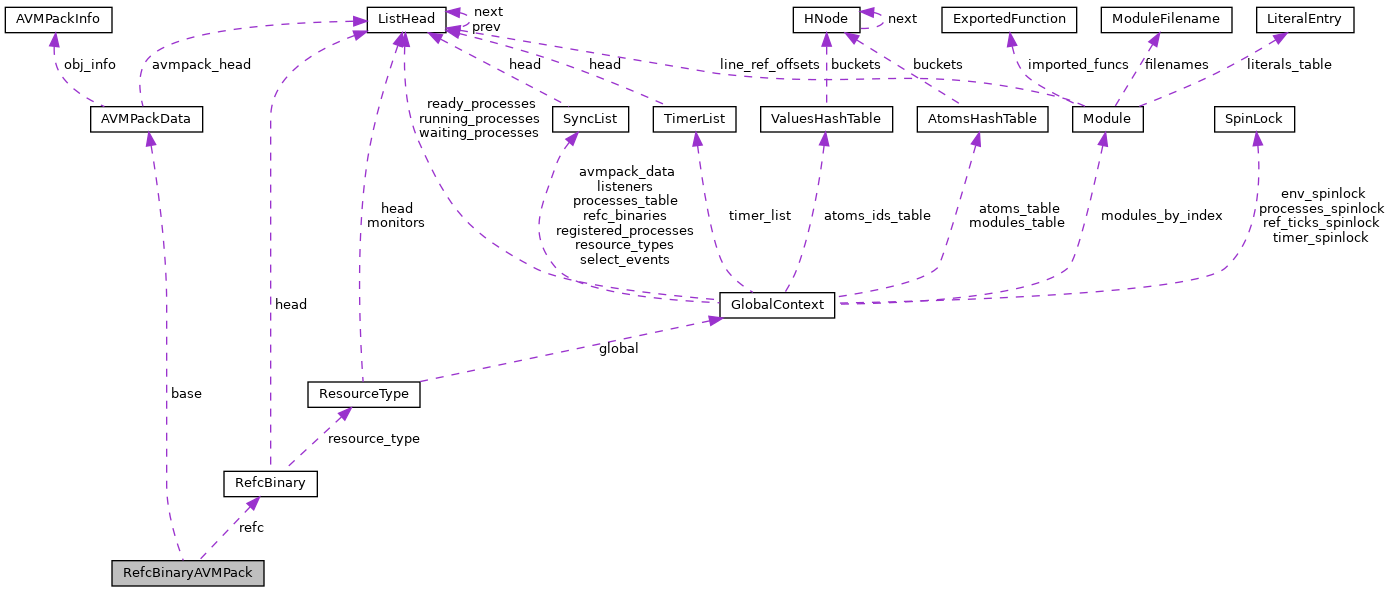 AVMPackInfo
ListHead
next
prev
HNode
next
ExportedFunction
ModuleFilename
LiteralEntry
obj_info
avmpack_head
head
head
line_ref_offsets
buckets
buckets
imported_funcs
filenames
literals_table
AVMPackData
ready_processes
running_processes
waiting_processes
SyncList
TimerList
ValuesHashTable
AtomsHashTable
Module
SpinLock
head
monitors
avmpack_data
listeners
processes_table
refc_binaries
registered_processes
resource_types
select_events
timer_list
atoms_ids_table
atoms_table
modules_table
modules_by_index
env_spinlock
processes_spinlock
ref_ticks_spinlock
timer_spinlock
head
GlobalContext
global
base
ResourceType
resource_type
RefcBinary
refc
RefcBinaryAVMPack